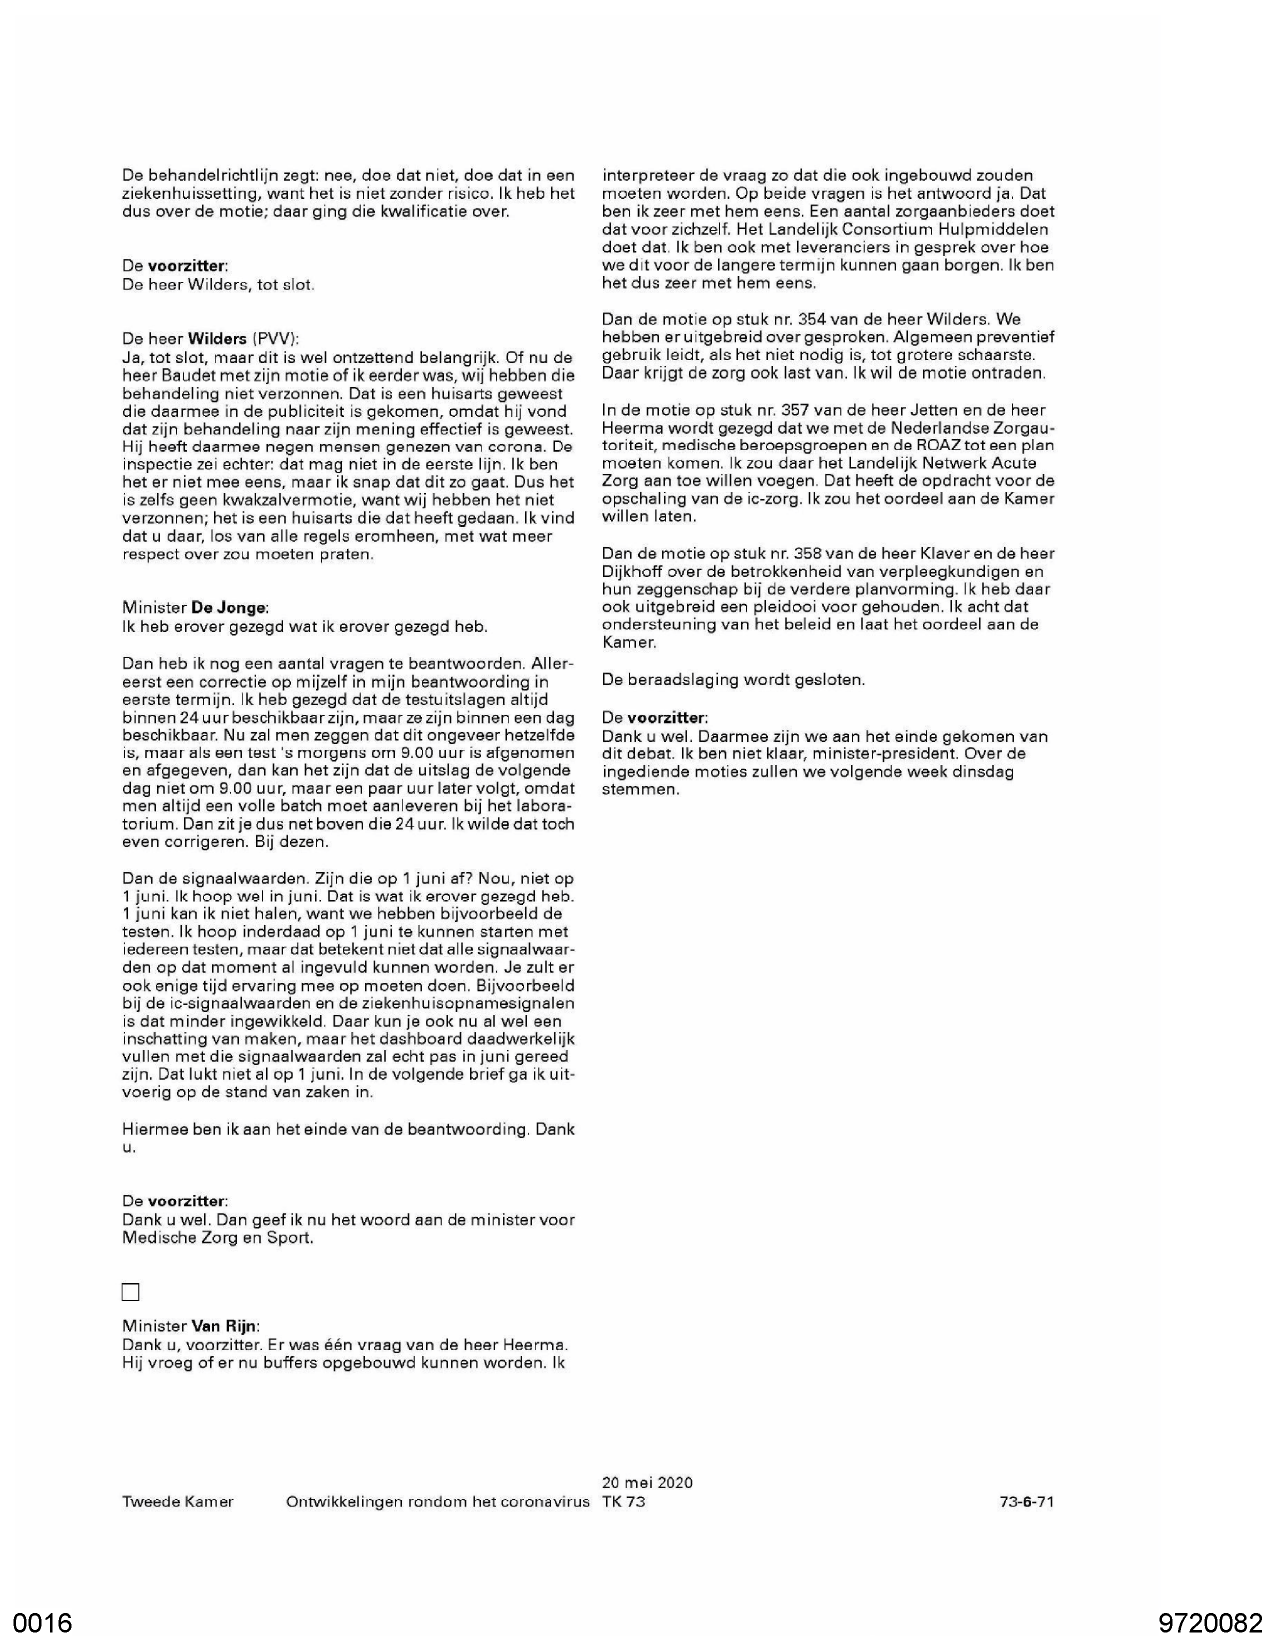 De behandelrichtlijn zegt: nee, doe dat niet, doe dat in een
ziekenhuissetting, want het is niet zonder risico. Ik heb het
dus over de motie; daar ging die kwalificatie over.
De voorzitter:
De heer Wilders, tot slot.
De heer Wilders (PVV):
Ja, tot slot, maar dit is wel ontzettend belangrijk. Of nu de
heer Baudet met zijn motie of ik eerder was, wij hebben die
behandeling niet verzonnen. Dat is een huisarts geweest
die daarmee in de publiciteit is gekomen, omdat hij vond
dat zijn behandeling naar zijn mening effectief is geweest.
Hij heeft daarmee negen mensen genezen van corona. De
inspectie zei echter: dat mag niet in de eerste lijn. Ik ben
het er niet mee eens, maar ik snap dat dit zo gaat. Dus het
is zelfs geen kwakzalvermotie, want wij hebben het niet
verzonnen; het is een huisarts die dat heeft gedaan. Ik vind
dat u daar, los van alle regels eromheen, met wat meer
respect over zou moeten praten.
Minister De Jonge:
Ik heb erover gezegd wat ik erover gezegd heb.
Dan heb ik nog een aantal vragen te beantwoorden. Aller-
eerst een correctie op mijzelf in mijn beantwoording in
eerste termijn. Ik heb gezegd dat de testuitslagen altijd
binnen 24 uur beschikbaar zijn, maar ze zijn binnen een dag
beschikbaar. Nu zal men zeggen dat dit ongeveer hetzelfde
is, maar als een test 's morgens om 9.00 uur is afgenomen
en afgegeven, dan kan het zijn dat de uitslag de volgende
dag niet om 9.00 uur, maar een paar uur later volgt, omdat
men altijd een volle batch moet aanleveren bij het labora-
torium. Dan zit je dus net boven die 24 uur. Ik wilde dat toch
even corrigeren. Bij dezen.
Dan de signaalwaarden. Zijn die op 1 juni af? Nou, niet op
1 juni. Ik hoop wel in juni. Dat is wat ik erover gezegd heb.
1 juni kan ik niet halen, want we hebben bijvoorbeeld de
testen. Ik hoop inderdaad op 1 juni te kunnen starten met
iedereen testen, maar dat betekent niet dat alle signaalwaar-
den op dat moment al ingevuld kunnen worden. Je zult er
ook enige tijd ervaring mee op moeten doen. Bijvoorbeeld
bij de ic-signaalwaarden en de ziekenhuisopnamesignalen
is dat minder ingewikkeld. Daar kun je ook nu al wel een
inschatting van maken, maar het dashboard daadwerkelijk
vullen met die signaalwaarden zal echt pas in juni gereed
zijn. Dat lukt niet al op 1 juni. In de volgende brief ga ik uit-
voerig op de stand van zaken in.
Hiermee ben ik aan het einde van de beantwoording. Dank
u.
De voorzitter:
Dank u wel. Dan geef ik nu het woord aan de minister voor
Medische Zorg en Sport.
Minister Van Rijn:
Dank u, voorzitter. Er was één vraag van de heer Heerma.
Hij vroeg of er nu buffers opgebouwd kunnen worden. Ik
interpreteer de vraag zo dat die ook ingebouwd zouden
moeten worden. Op beide vragen is het antwoord ja. Dat
ben ik zeer met hem eens. Een aantal zorgaanbieders doet
dat voor zichzelf. Het Landelijk Consortium Hulpmiddelen
doet dat. Ik ben ook met leveranciers in gesprek over hoe
we dit voor de langere termijn kunnen gaan borgen. Ik ben
het dus zeer met hem eens.
Dan de motie op stuk nr. 354 van de heer Wilders. We
hebben er uitgebreid over gesproken. Algemeen preventief
gebruik leidt, als het niet nodig is, tot grotere schaarste.
Daar krijgt de zorg ook last van. Ik wil de motie ontraden.
In de motie op stuk nr. 357 van de heer Jetten en de heer
Heerma wordt gezegd dat we met de Nederlandse Zorgau-
toriteit, medische beroepsgroepen en de ROAZ tot een plan
moeten komen. Ik zou daar het Landelijk Netwerk Acute
Zorg aan toe willen voegen. Dat heeft de opdracht voor de
opschaling van de ic-zorg. Ik zou het oordeel aan de Kamer
willen laten.
Dan de motie op stuk nr. 358 van de heer Klaver en de heer
Dijkhoff over de betrokkenheid van verpleegkundigen en
hun zeggenschap bij de verdere planvorming. Ik heb daar
ook uitgebreid een pleidooi voor gehouden. Ik acht dat
ondersteuning van het beleid en laat het oordeel aan de
Kamer.
De beraadslaging wordt gesloten.
De voorzitter:
Dank u wel. Daarmee zijn we aan het einde gekomen van
dit debat. Ik ben niet klaar, minister-president. Over de
ingediende moties zullen we volgende week dinsdag
stemmen.
20 mei 2020
Tweede Kamer Ontwikkelingen rondom het coronavirus TK 73 73-6-71
0016 9720082